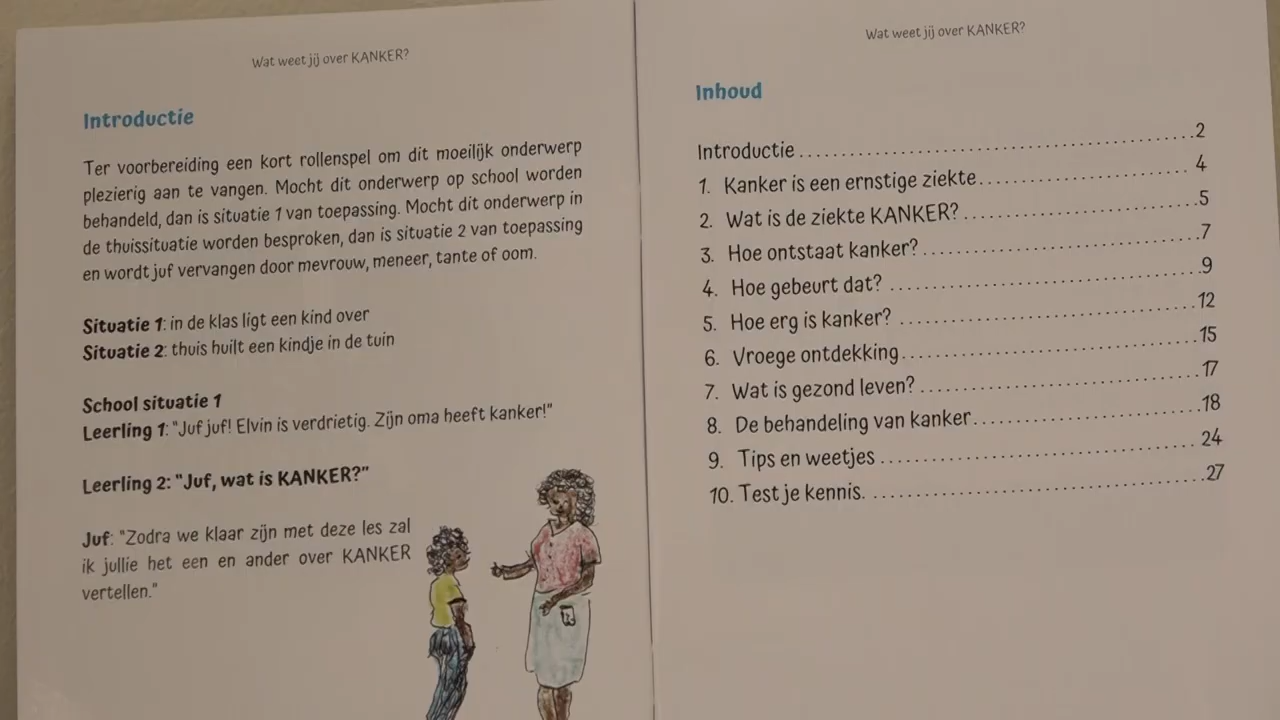 Wat weet jij over KANKER?
Introductie
Ter voorbereiding een kort rollenspel om dit moeilijk onderwerp
plezierig aan te vangen. Mocht dit onderwerp op school worden
behandeld, dan is situatie 1 van toepassing. Mocht dit onderwerp in
de thuissituatie worden besproken, dan is situatie 2 van toepassing
en wordt juf vervangen door mevrouw, meneer, tante of oom.
Situatie 1: in de klas ligt een kind over
Situatie 2: thuis huilt een kindje in de tuin
School situatie 1
Leerling 1: "Juf juf! Elvin is verdrietig. Zijn oma heeft kanker!"
Leerling 2: "Juf, wat is KANKER?"
Juf: "Zodra we klaar zijn met deze les zal
ik jullie het een en ander over KANKER
vertellen."
Wat weet jij over KANKER?
Inhoud
Introductie ........................................ 2
1. Kanker is een ernstige ziekte ........................ 4
2. Wat is de ziekte KANKER? ........................ 5
3. Hoe ontstaat kanker? ............................ 7
4. Hoe gebeurt dat? ................................ 9
5. Hoe erg is kanker? .............................. 12
6. Vroege ontdekking .............................. 15
7. Wat is gezond leven? ............................ 17
8. De behandeling van kanker ...................... 18
9. Tips en weetjes ................................ 24
10. Test je kennis. ................................ 27